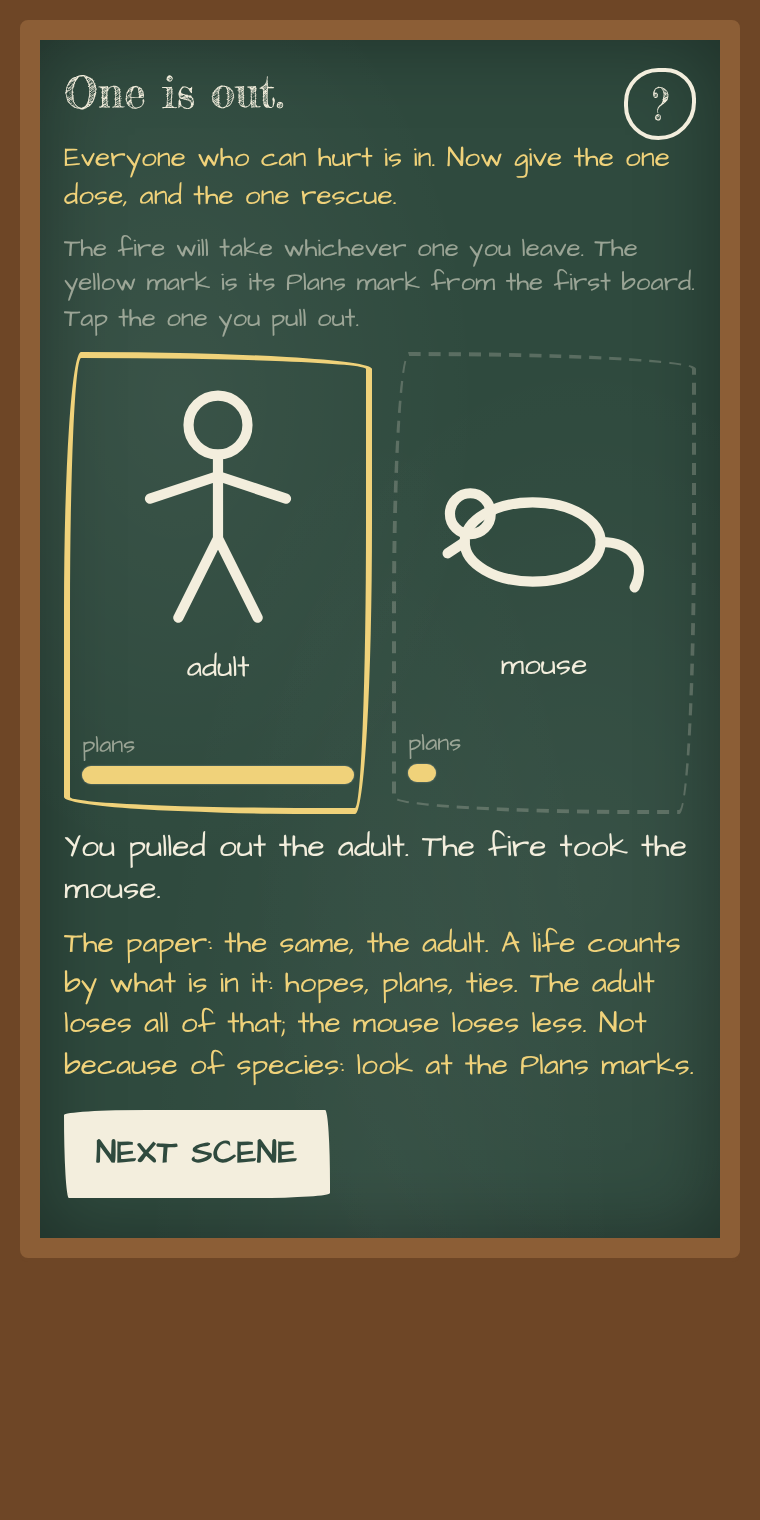 One is out.
?
Everyone who can hurt is in. Now give the one
dose, and the one rescue.
The fire will take whichever one you leave. The
yellow mark is its Plans mark from the first board.
Tap the one you pull out.
adult
plans
mouse
plans
You pulled out the adult. The fire took the
mouse.
The paper: the same, the adult. A life counts
by what is in it: hopes, plans, ties. The adult
loses all of that; the mouse loses less. Not
because of species: look at the Plans marks.
NEXT SCENE